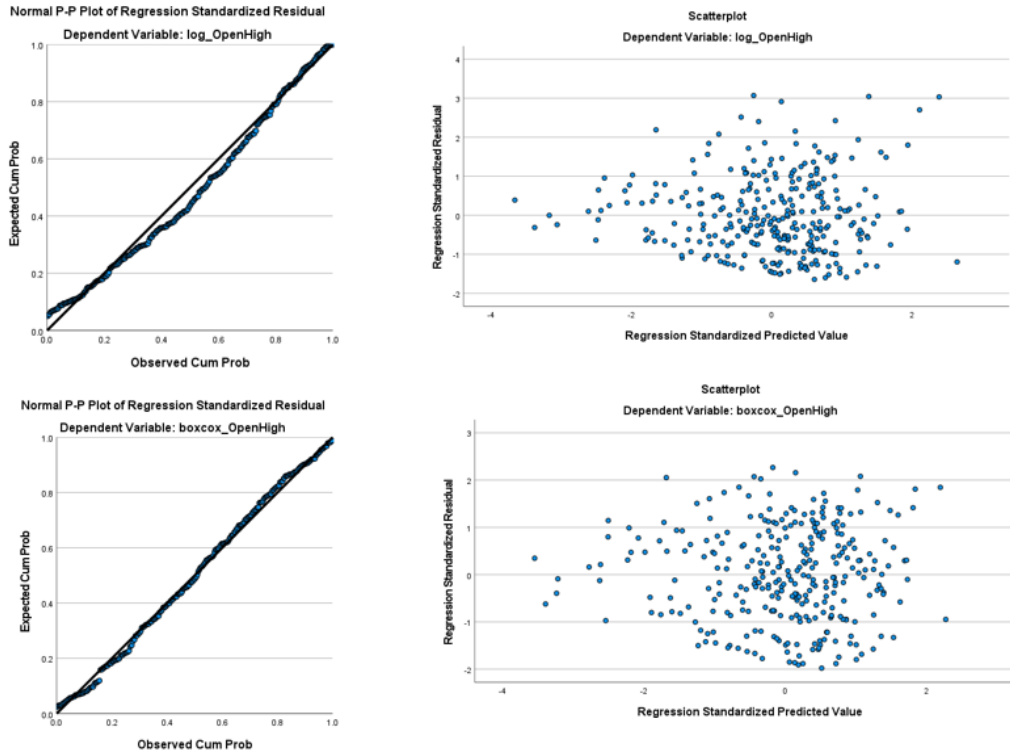 Normal P-P Plot of Regression Standardized Residual
Dependent Variable: log_OpenHigh
1.0
0.8
0.6
0.4
0.2
0.0
Expected Cum Prob
0.0 0.2 0.4 0.6 0.8 1.0
Observed Cum Prob
Scatterplot
Dependent Variable: log_OpenHigh
4
3
2
1
0
-1
-2
Regression Standardized Residual
-4 -2 0 2
Regression Standardized Predicted Value
Normal P-P Plot of Regression Standardized Residual
Dependent Variable: boxcox_OpenHigh
1.0
0.8
0.6
0.4
0.2
0.0
Expected Cum Prob
0.0 0.2 0.4 0.6 0.8 1.0
Observed Cum Prob
Scatterplot
Dependent Variable: boxcox_OpenHigh
3
2
1
0
-1
-2
Regression Standardized Residual
-4 -2 0 2
Regression Standardized Predicted Value